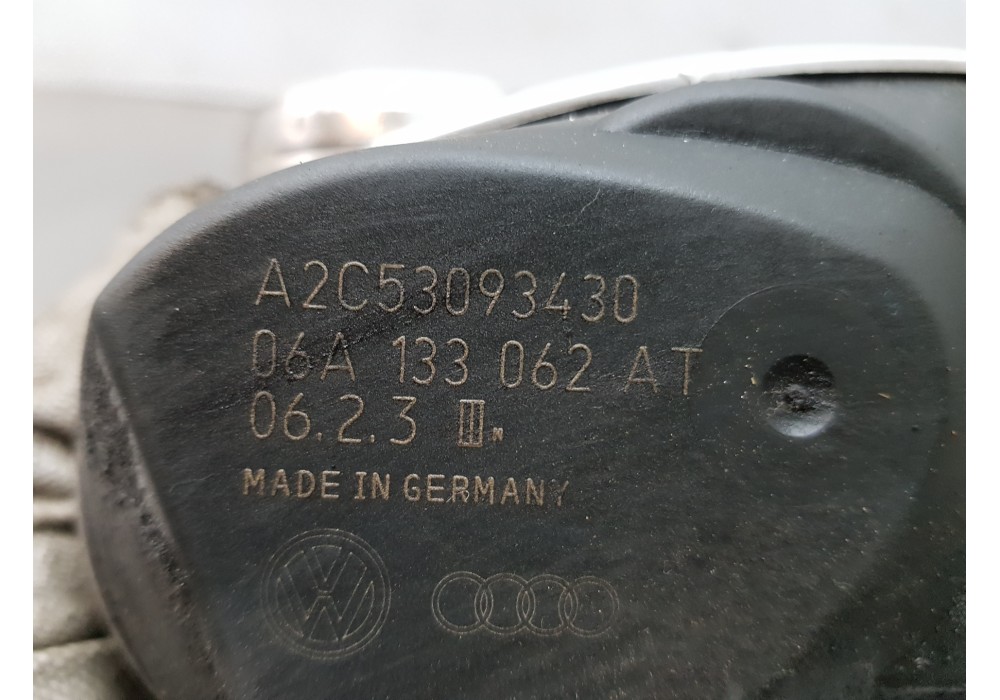 A2C53093430
06A 133 062 AT
06.2.3
MADE IN GERMANY